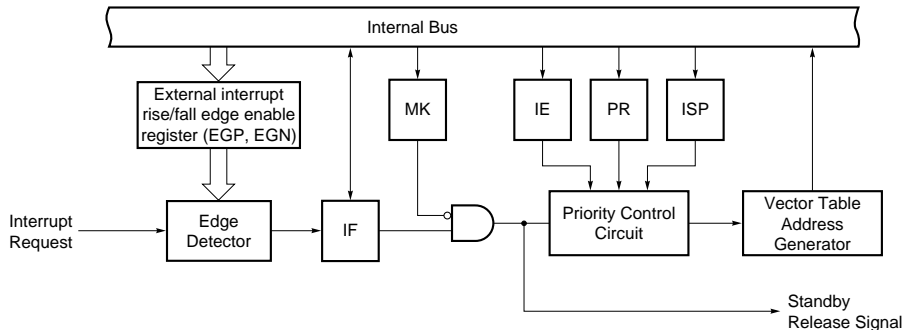 Internal Bus
External interrupt
rise/fall edge enable
register (EGP, EGN)
MK
IE
PR
ISP
Interrupt
Request
Edge
Detector
IF
Priority Control
Circuit
Vector Table
Address
Generator
Standby
Release Signal